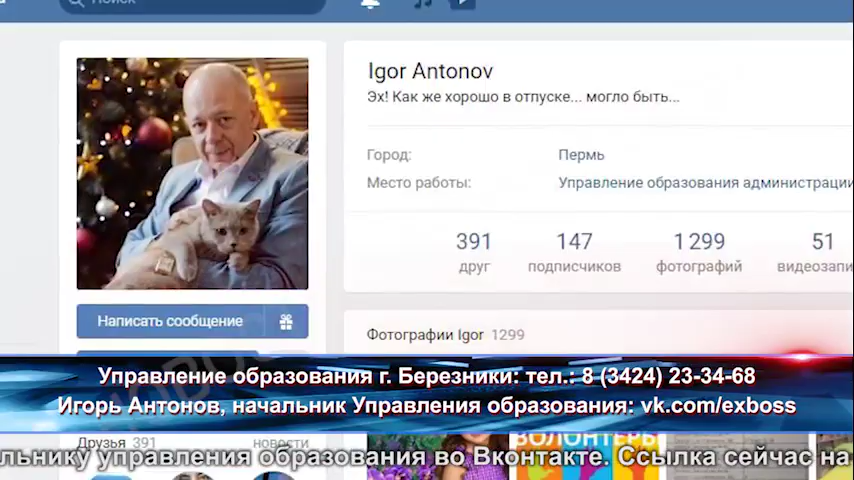 Поиск
Igor Antonov
Эх! Как же хорошо в отпуске... могло быть...
Город: Пермь
Место работы: Управление образования администрации
391 147 1 299 51
друг подписчиков фотографий видеозапи
Написать сообщение
Фотографии Igor 1299
Управление образования г. Березники: тел.: 8 (3424) 23-34-68
Игорь Антонов, начальник Управления образования: vk.com/exboss
Друзья 391 новости
ВОЛОНТЕРЫ
льнику управления образования во Вконтакте. Ссылка сейчас на